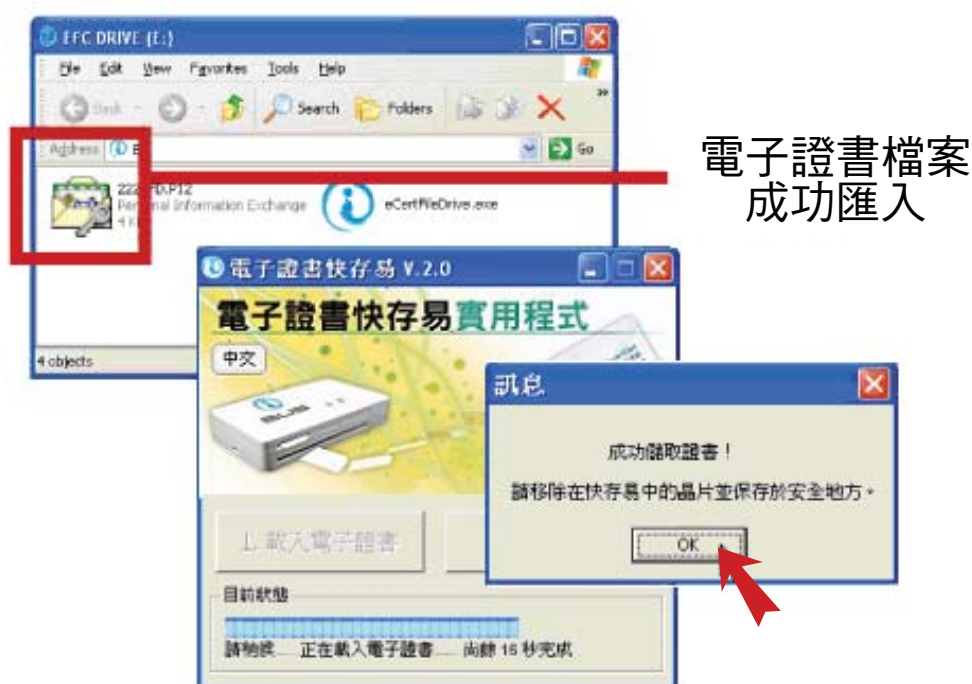 EFC DRIVE (E:)
File Edit View Favorites Tools Help
Back Search Folders
Address Go
.P12
Information Exchange
eCertFileDrive.exe
4 objects
電子證書檔案
成功匯入
電子證書快存易 V.2.0
電子證書快存易實用程式
中文
訊息
成功儲取證書！
請移除在快存易中的晶片並保存於安全地方。
OK
1. 載入電子證書
目前狀態
請稍候..... 正在載入電子證書..... 尚餘 16 秒完成